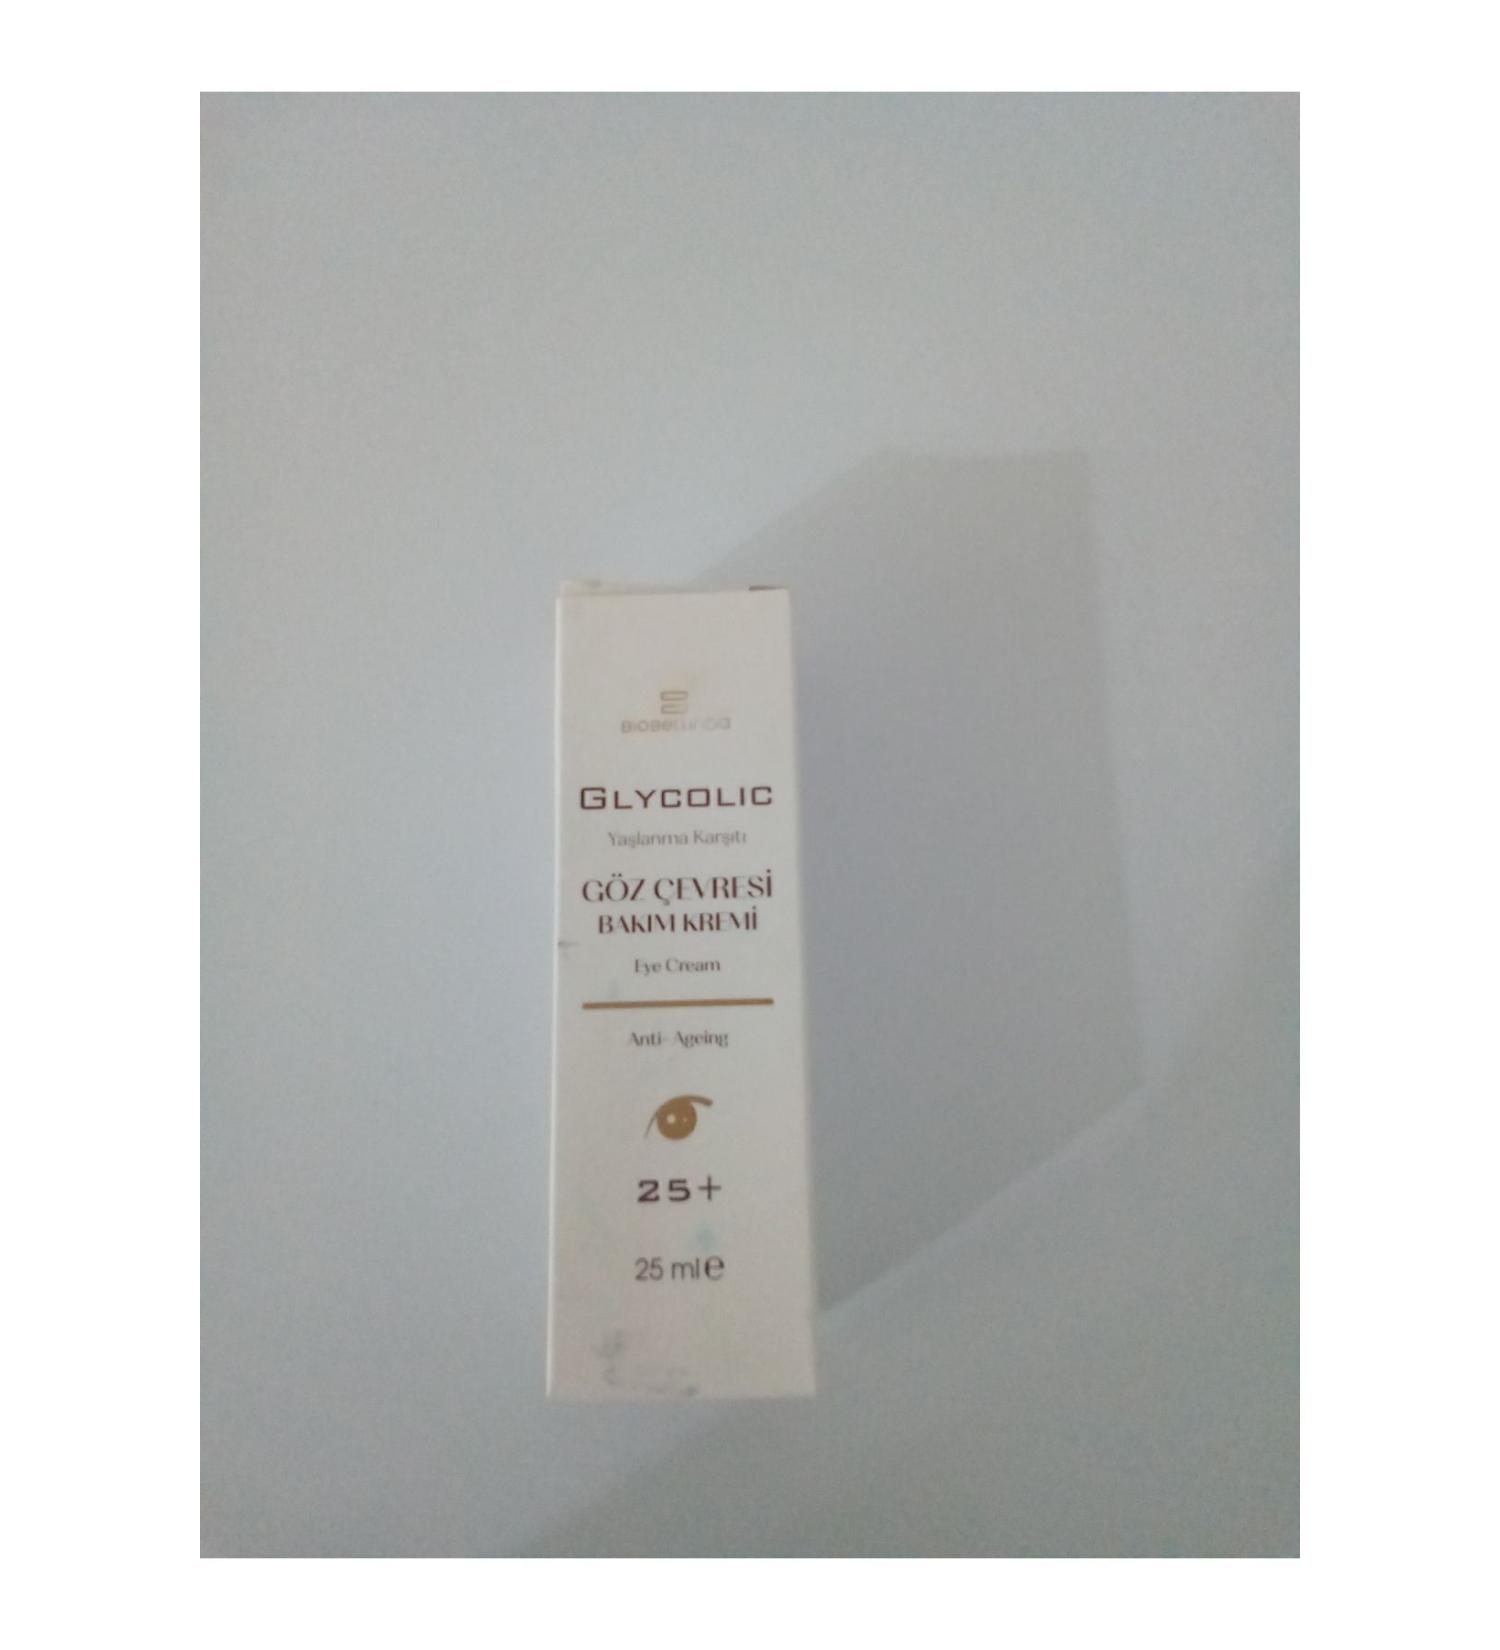 GLYCOLIC
Yaşlanma Karşıtı
GÖZ ÇEVRESİ
BAKIM KREMİ
Eye Cream
Anti-Ageing
25+
25 ml e